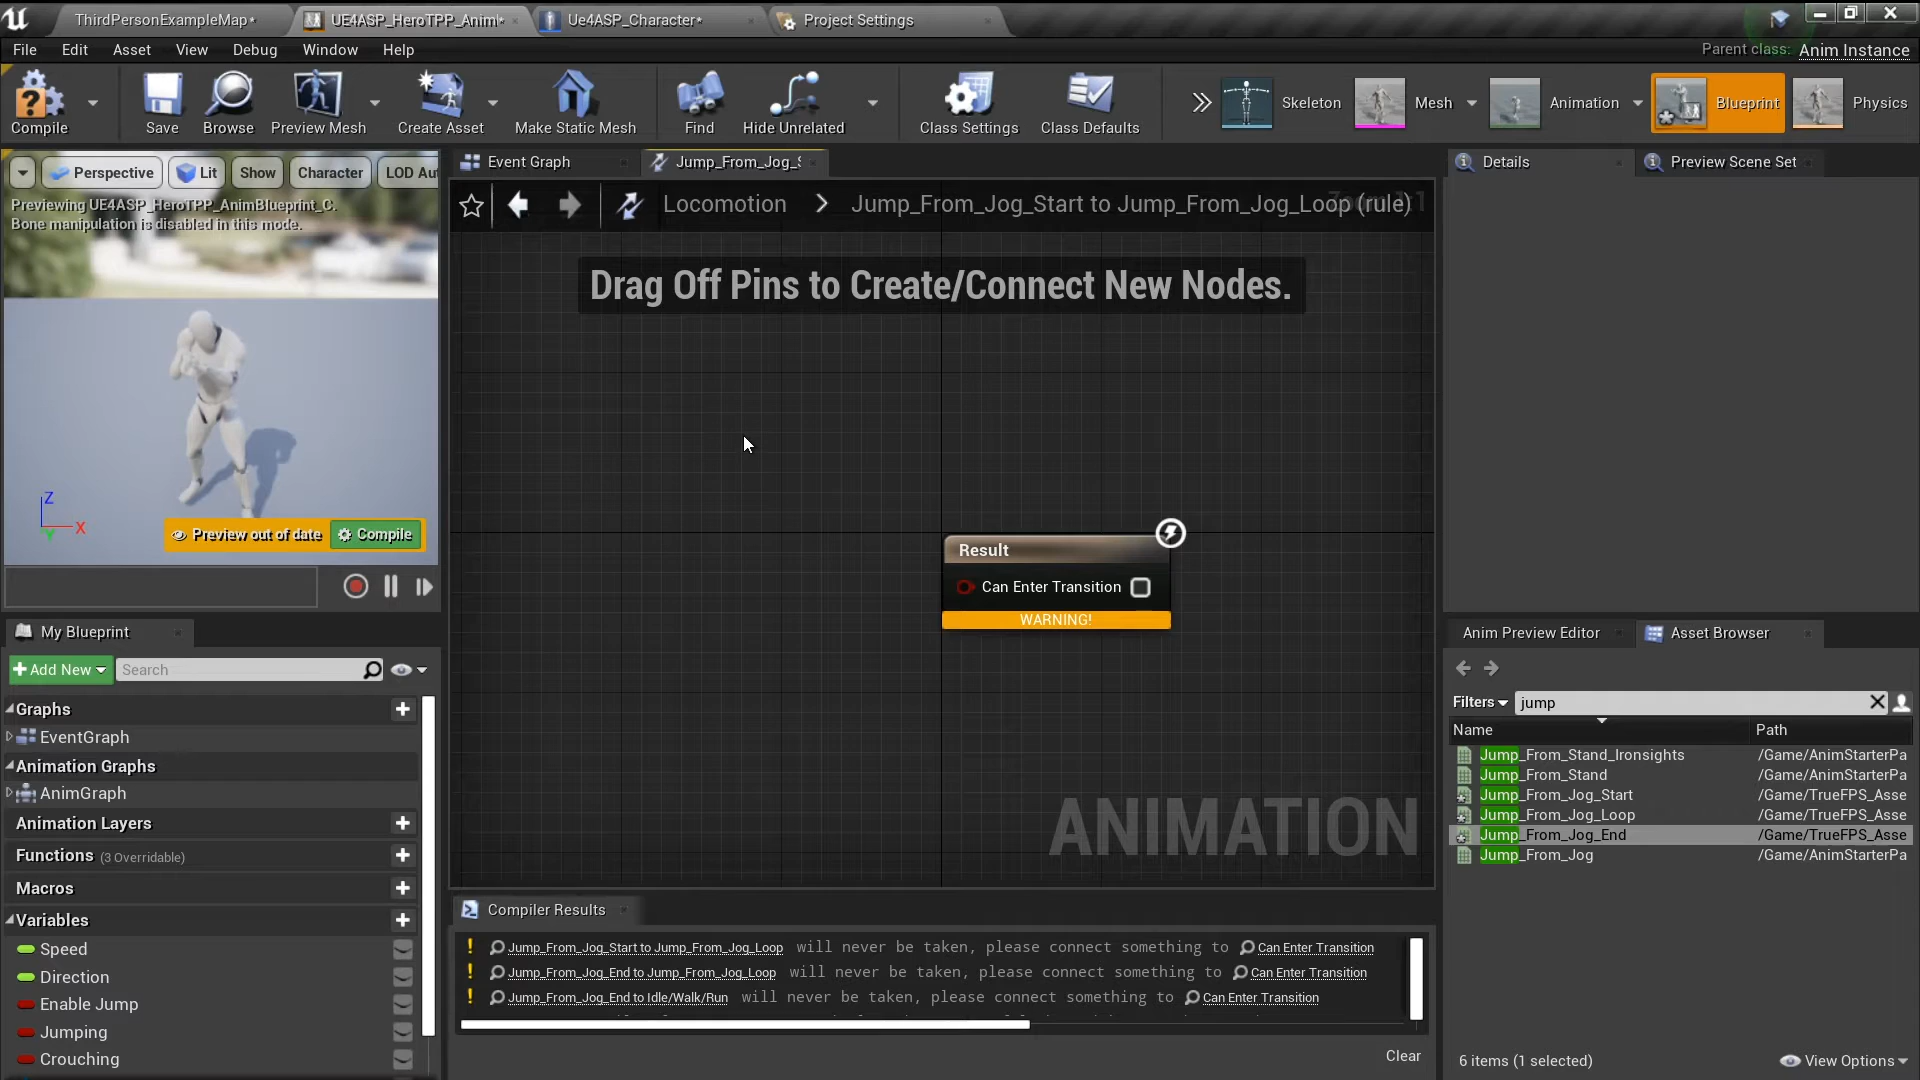 ThirdPersonExampleMap*
UE4ASP_HeroTPP_Anim*
Ue4ASP_Character*
Project Settings
File Edit Asset View Debug Window Help
Parent class: Anim Instance
Compile
Save
Browse
Preview Mesh
Create Asset
Make Static Mesh
Find
Hide Unrelated
Class Settings
Class Defaults
Skeleton
Mesh
Animation
Blueprint
Physics
Perspective
Lit
Show
Character
LOD Au
Previewing UE4ASP_HeroTPP_AnimBlueprint_C.
Bone manipulation is disabled in this mode.
Z
X
Y
Preview out of date
Compile
Event Graph
Jump_From_Jog_S
Locomotion > Jump_From_Jog_Start to Jump_From_Jog_Loop (rule)
Drag Off Pins to Create/Connect New Nodes.
Result
Can Enter Transition
WARNING!
ANIMATION
Details
Preview Scene Set
My Blueprint
+ Add New
Search
Graphs
EventGraph
Animation Graphs
AnimGraph
Animation Layers
Functions (3 Overridable)
Macros
Variables
Speed
Direction
Enable Jump
Jumping
Crouching
Compiler Results
Jump_From_Jog_Start to Jump_From_Jog_Loop will never be taken, please connect something to Can Enter Transition
Jump_From_Jog_End to Jump_From_Jog_Loop will never be taken, please connect something to Can Enter Transition
Jump_From_Jog_End to Idle/Walk/Run will never be taken, please connect something to Can Enter Transition
Clear
Anim Preview Editor
Asset Browser
Filters
jump
Name Path
Jump_From_Stand_Ironsights /Game/AnimStarterPa
Jump_From_Stand /Game/AnimStarterPa
Jump_From_Jog_Start /Game/TrueFPS_Asse
Jump_From_Jog_Loop /Game/TrueFPS_Asse
Jump_From_Jog_End /Game/TrueFPS_Asse
Jump_From_Jog /Game/AnimStarterPa
6 items (1 selected)
View Options